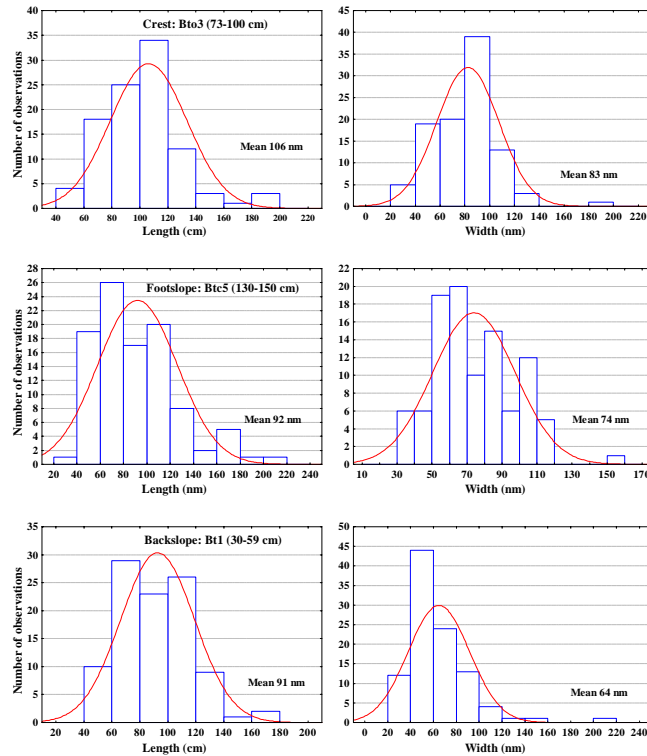 Crest: Bto3 (73-100 cm)
40
35
30
25
20
15
10
5
0
Number of observations
Mean 106 nm
40 60 80 100 120 140 160 180 200 220
Length (cm)
45
40
35
30
25
20
15
10
5
0
Mean 83 nm
0 20 40 60 80 100 120 140 160 180 200 220
Width (nm)
Footslope: Btc5 (130-150 cm)
28
26
24
22
20
18
16
14
12
10
8
6
4
2
0
Number of observations
Mean 92 nm
20 40 60 80 100 120 140 160 180 200 220 240
Length (nm)
22
20
18
16
14
12
10
8
6
4
2
0
Mean 74 nm
10 30 50 70 90 110 130 150 170
Width (nm)
Backslope: Bt1 (30-59 cm)
35
30
25
20
15
10
5
0
Number of observations
Mean 91 nm
20 40 60 80 100 120 140 160 180 200
Length (cm)
50
45
40
35
30
25
20
15
10
5
0
Mean 64 nm
0 20 40 60 80 100 120 140 160 180 200 220 240
Width (nm)